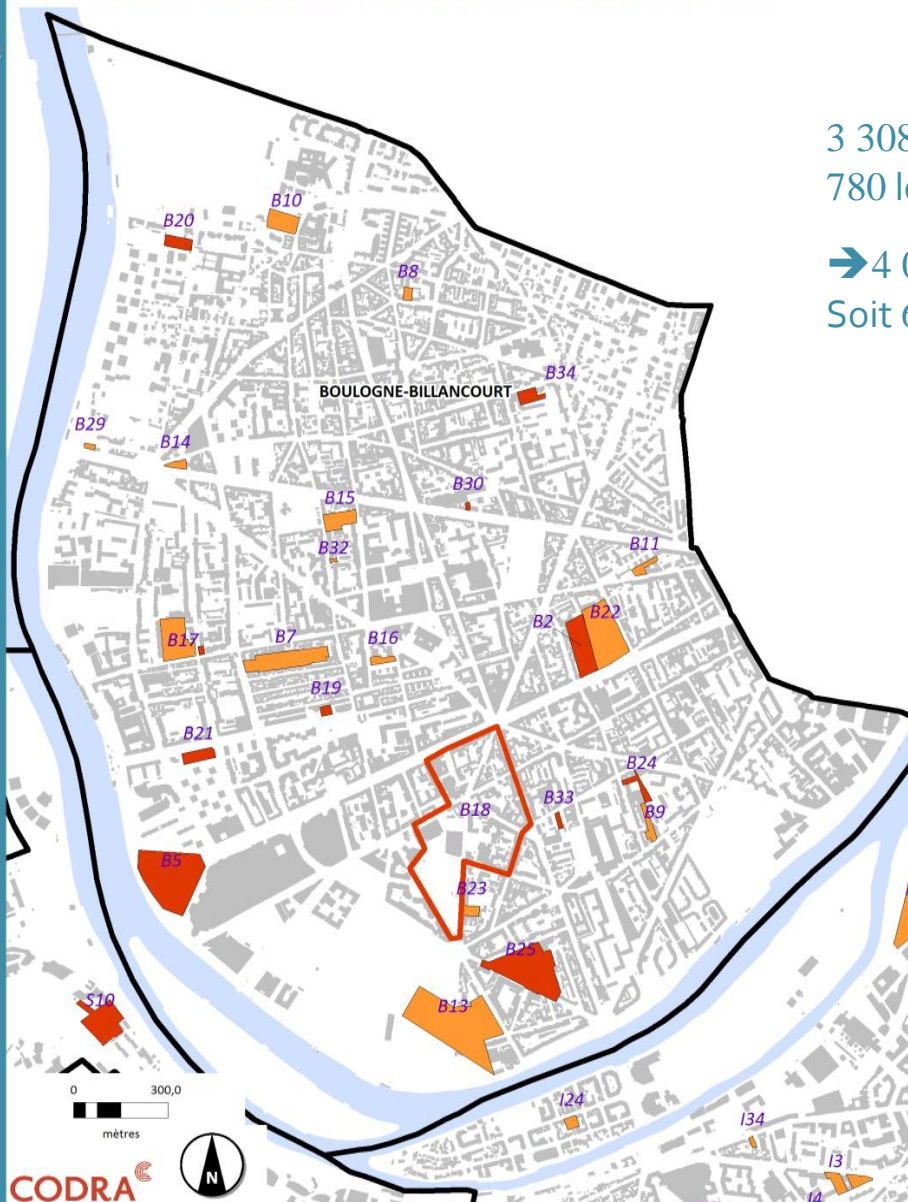 3 308
780 l
➔4 0
Soit 6
B10
B20
B8
BOULOGNE-BILLANCOURT
B34
B29
B14
B30
B15
B32
B11
B2
B22
B17
B7
B16
B19
B21
B24
B18
B33
B9
B5
B23
B25
B13
S10
0 300,0
mètres
I24
I34
I3
I4
N
CODRA